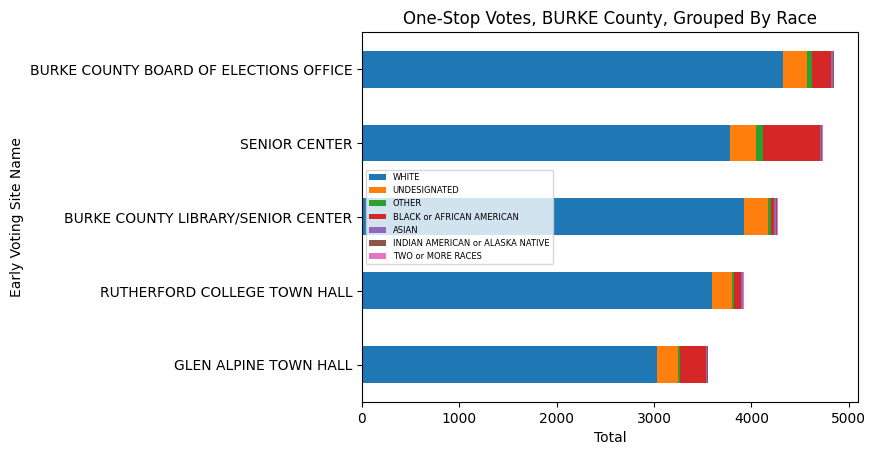 One-Stop Votes, BURKE County, Grouped By Race
Early Voting Site Name
BURKE COUNTY BOARD OF ELECTIONS OFFICE
SENIOR CENTER
BURKE COUNTY LIBRARY/SENIOR CENTER
RUTHERFORD COLLEGE TOWN HALL
GLEN ALPINE TOWN HALL
WHITE
UNDESIGNATED
OTHER
BLACK or AFRICAN AMERICAN
ASIAN
INDIAN AMERICAN or ALASKA NATIVE
TWO or MORE RACES
0 1000 2000 3000 4000 5000
Total